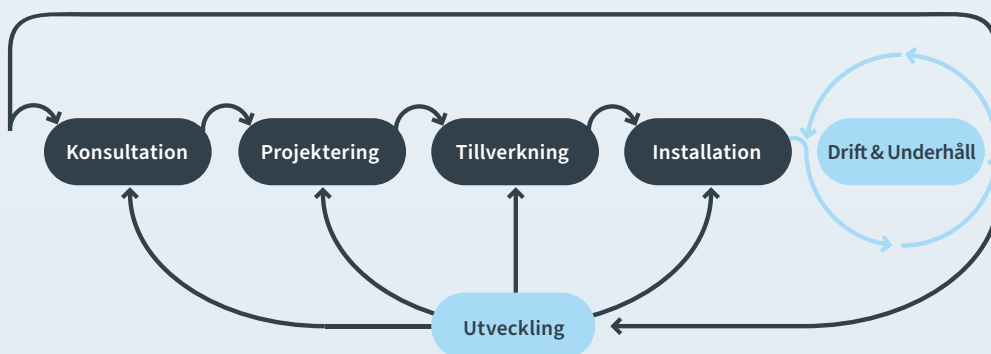 Konsultation
Projektering
Tillverkning
Installation
Drift & Underhåll
Utveckling